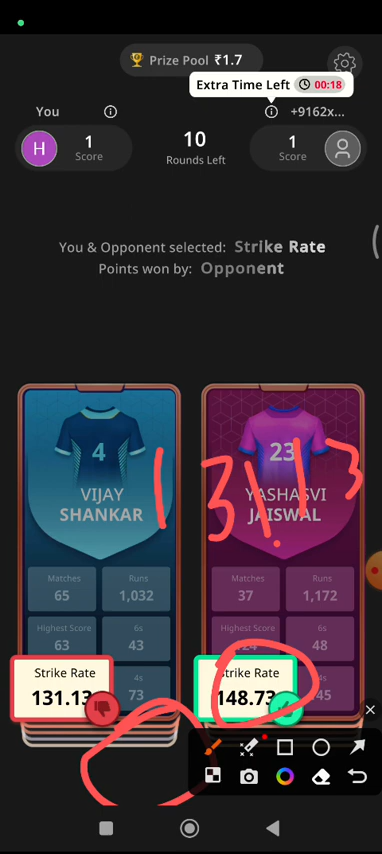 Prize Pool ₹1.7
Extra Time Left 00:18
You
+9162x...
H
1
Score
10
Rounds Left
1
Score
You & Opponent selected: Strike Rate
Points won by: Opponent
4
VIJAY
SHANKAR
Matches
65
Runs
1,032
Highest Score
63
6s
43
Strike Rate
131.13
4s
73
23
YASHASVI
JAISWAL
Matches
37
Runs
1,172
Highest Score
124
6s
48
Strike Rate
148.73
4s
145
131.13